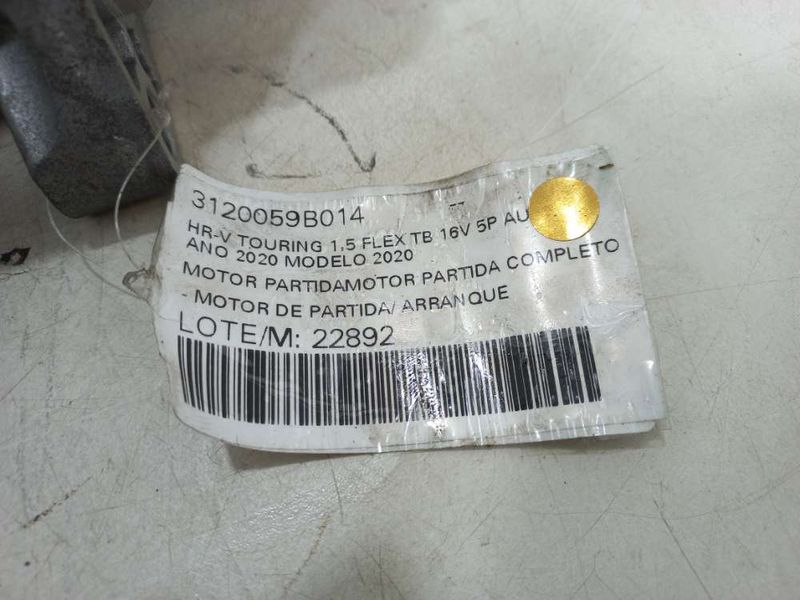 3120059B014
HR-V TOURING 1,5 FLEX TB 16V 5P AU
ANO 2020 MODELO 2020
MOTOR PARTIDAMOTOR PARTIDA COMPLETO
- MOTOR DE PARTIDA/ ARRANQUE
LOTE/M: 22892